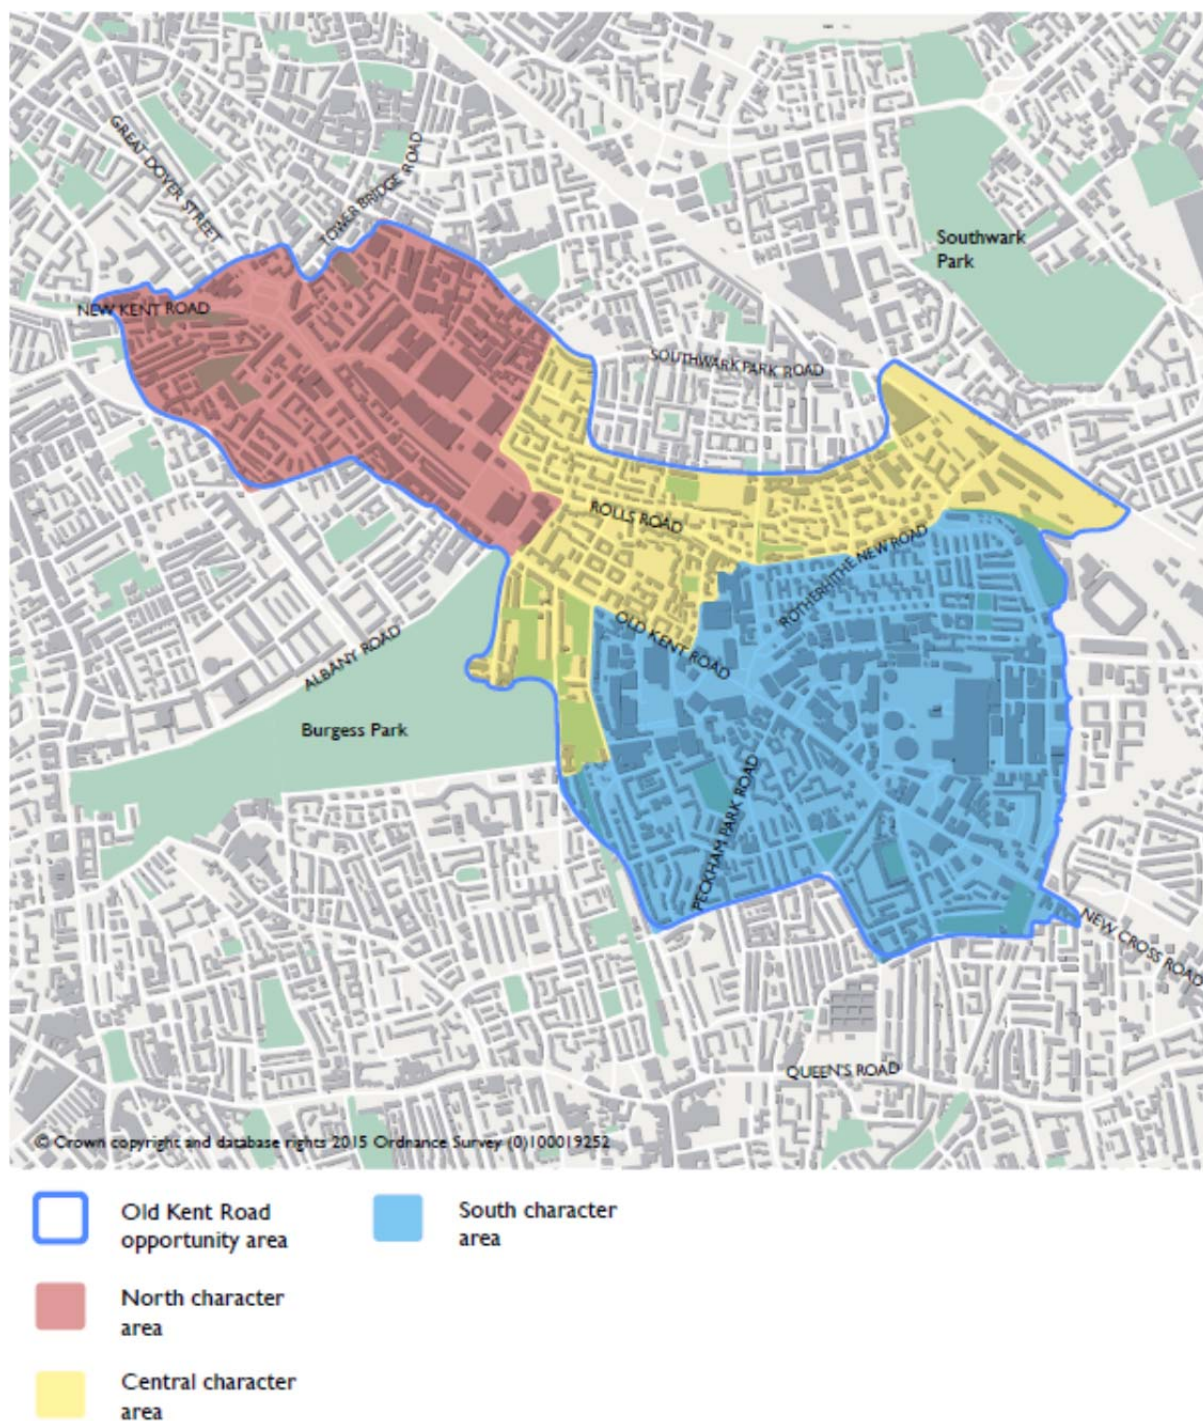 GREAT DOVER STREET
TOWER BRIDGE ROAD
Southwark
Park
NEW KENT ROAD
SOUTHWARK PARK ROAD
ROLLS ROAD
ROTHERHITHE NEW ROAD
OLD KENT ROAD
ALBANY ROAD
Burgess Park
PECKHAM PARK ROAD
NEW CROSS ROAD
QUEEN'S ROAD
© Crown copyright and database rights 2015 Ordnance Survey (0)100019252
Old Kent Road
opportunity area
South character
area
North character
area
Central character
area